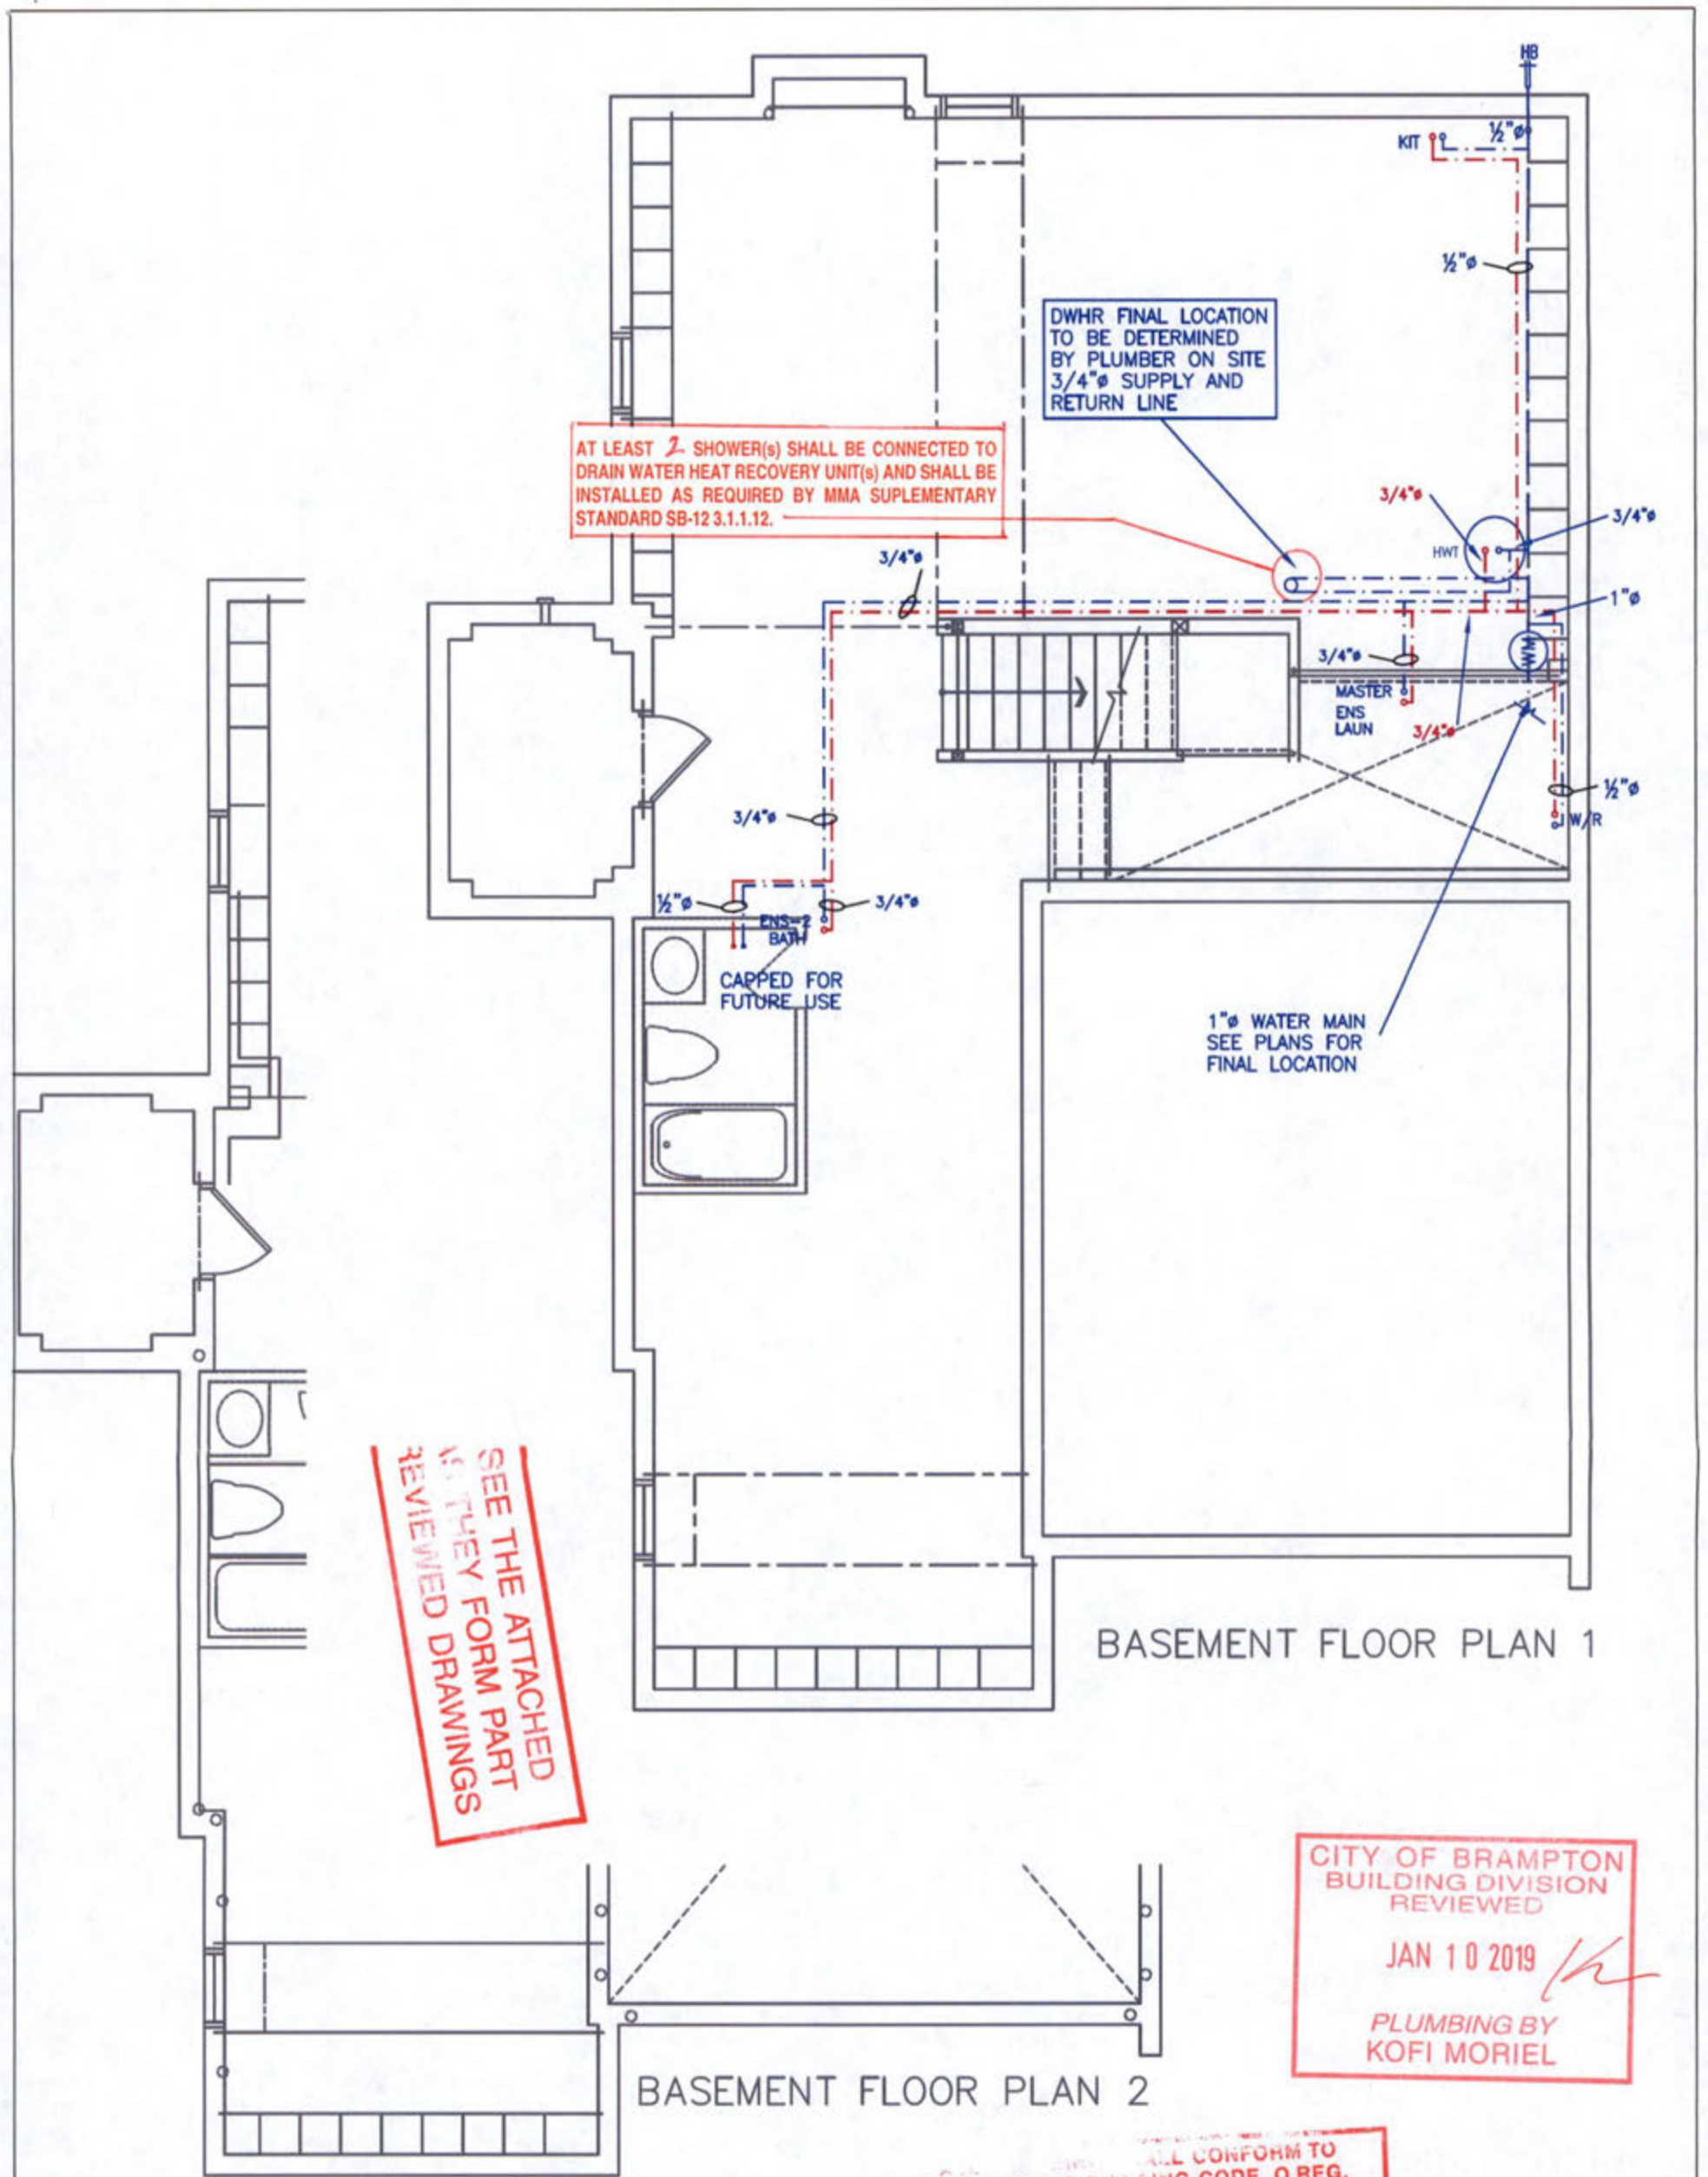 HB
KIT
½"ø
½"ø
DWHR FINAL LOCATION
TO BE DETERMINED
BY PLUMBER ON SITE
3/4"ø SUPPLY AND
RETURN LINE
AT LEAST 2 SHOWER(s) SHALL BE CONNECTED TO
DRAIN WATER HEAT RECOVERY UNIT(s) AND SHALL BE
INSTALLED AS REQUIRED BY MMA SUPLEMENTARY
STANDARD SB-12 3.1.1.12.
3/4"ø
3/4"ø
HWT
3/4"ø
1"ø
WM
3/4"ø
MASTER
ENS
LAUN
3/4"ø
½"ø
W/R
3/4"ø
½"ø
3/4"ø
ENS-2
BATH
CAPPED FOR
FUTURE USE
1"ø WATER MAIN
SEE PLANS FOR
FINAL LOCATION
SEE THE ATTACHED
AS THEY FORM PART
REVIEWED DRAWINGS
BASEMENT FLOOR PLAN 1
CITY OF BRAMPTON
BUILDING DIVISION
REVIEWED
JAN 10 2019
PLUMBING BY
KOFI MORIEL
BASEMENT FLOOR PLAN 2
ALL CONFORM TO
CODE, O.REG.